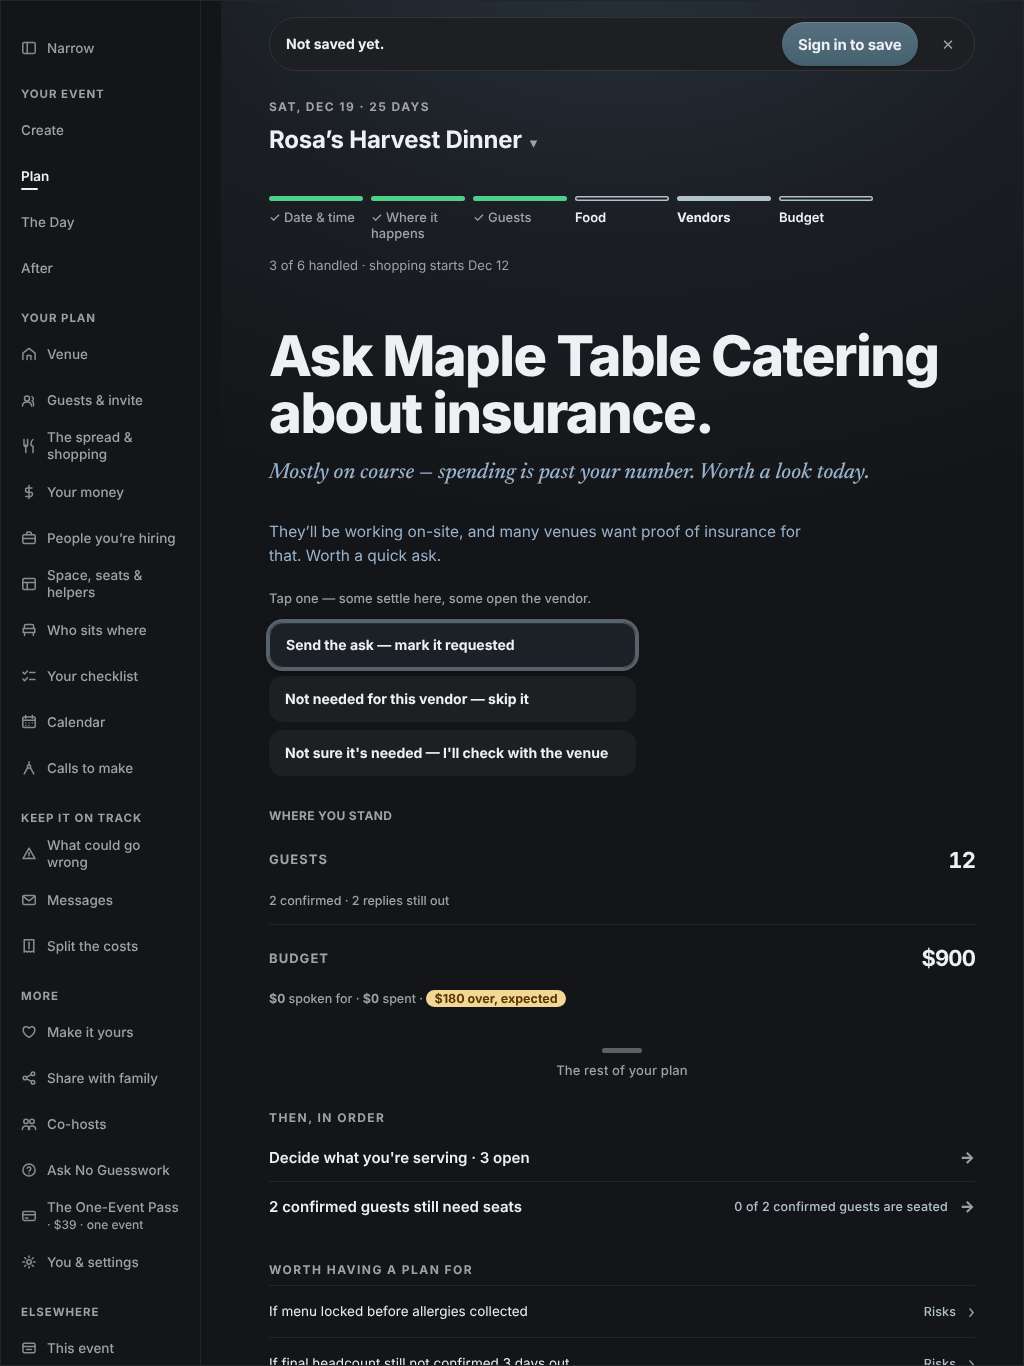 Narrow
YOUR EVENT
Create
Plan
The Day
After
YOUR PLAN
Venue
Guests & invite
The spread &
shopping
Your money
People you’re hiring
Space, seats &
helpers
Who sits where
Your checklist
Calendar
Calls to make
KEEP IT ON TRACK
What could go
wrong
Messages
Split the costs
MORE
Make it yours
Share with family
Co-hosts
Ask No Guesswork
The One-Event Pass
· $39 · one event
You & settings
ELSEWHERE
This event
Not saved yet.
Sign in to save ×
SAT, DEC 19 · 25 DAYS
Rosa’s Harvest Dinner ▾
✓ Date & time
✓ Where it
happens
✓ Guests
Food
Vendors
Budget
3 of 6 handled · shopping starts Dec 12
Ask Maple Table Catering
about insurance.
Mostly on course — spending is past your number. Worth a look today.
They’ll be working on-site, and many venues want proof of insurance for
that. Worth a quick ask.
Tap one — some settle here, some open the vendor.
Send the ask — mark it requested
Not needed for this vendor — skip it
Not sure it's needed — I'll check with the venue
WHERE YOU STAND
GUESTS 12
2 confirmed · 2 replies still out
BUDGET $900
$0 spoken for · $0 spent · $180 over, expected
The rest of your plan
THEN, IN ORDER
Decide what you're serving · 3 open →
2 confirmed guests still need seats 0 of 2 confirmed guests are seated →
WORTH HAVING A PLAN FOR
If menu locked before allergies collected Risks ›
If final headcount still not confirmed 3 days out Risks ›